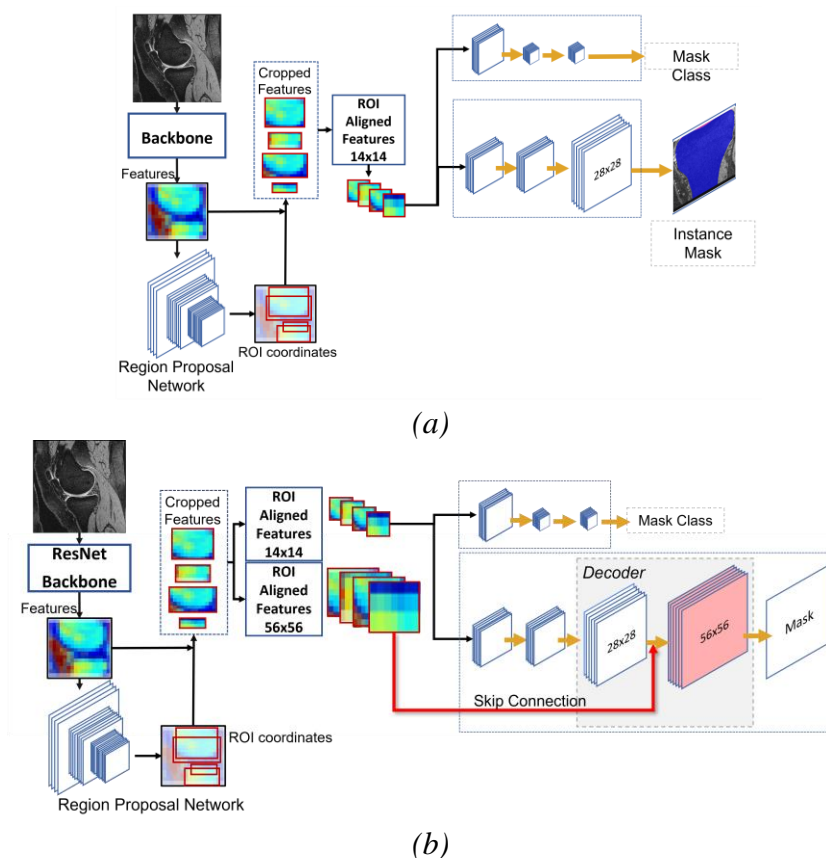 Backbone
Features
Region Proposal
Network
ROI coordinates
Cropped
Features
ROI
Aligned
Features
14x14
Mask
Class
28x28
Instance
Mask
(a)
ResNet
Backbone
Features
Region Proposal Network
ROI coordinates
Cropped
Features
ROI
Aligned
Features
14x14
ROI
Aligned
Features
56x56
Mask Class
Decoder
28x28
56x56
Mask
Skip Connection
(b)